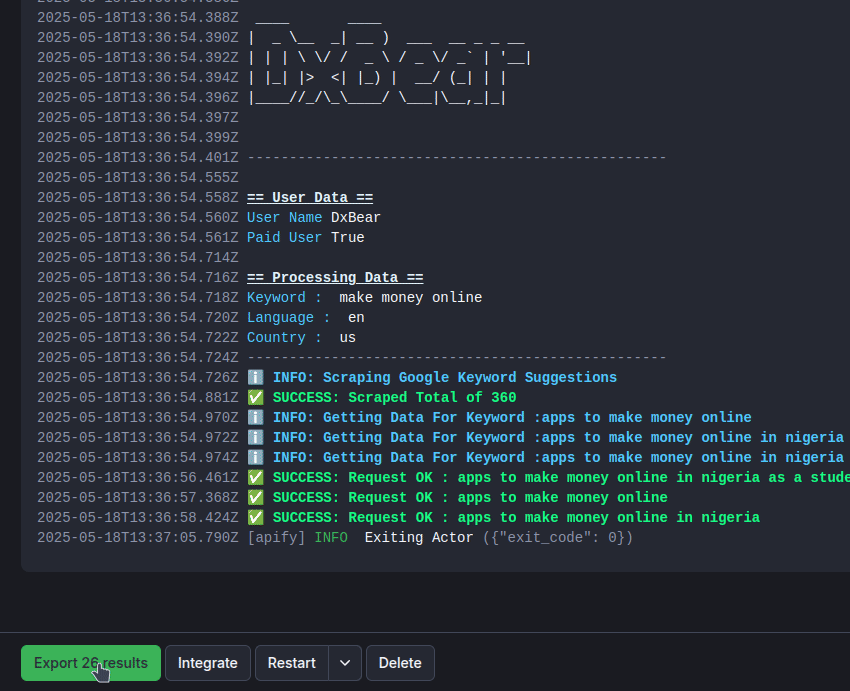 2025-05-18T13:36:54.388Z  ____       ____
2025-05-18T13:36:54.390Z |  _ \__  _| __ )  ___  __ _ _ __
2025-05-18T13:36:54.392Z | | | \ \/ /  _ \ / _ \/ _` | '__|
2025-05-18T13:36:54.394Z | |_| |>  <| |_) |  __/ (_| | |
2025-05-18T13:36:54.396Z |____//_/\_\____/ \___|\__,_|_|
2025-05-18T13:36:54.397Z
2025-05-18T13:36:54.399Z
2025-05-18T13:36:54.401Z --------------------------------------------------
2025-05-18T13:36:54.555Z
2025-05-18T13:36:54.558Z == User Data ==
2025-05-18T13:36:54.560Z User Name DxBear
2025-05-18T13:36:54.561Z Paid User True
2025-05-18T13:36:54.714Z
2025-05-18T13:36:54.716Z == Processing Data ==
2025-05-18T13:36:54.718Z Keyword :  make money online
2025-05-18T13:36:54.720Z Language :  en
2025-05-18T13:36:54.722Z Country :  us
2025-05-18T13:36:54.724Z --------------------------------------------------
2025-05-18T13:36:54.726Z ℹ️ INFO: Scraping Google Keyword Suggestions
2025-05-18T13:36:54.881Z ✅ SUCCESS: Scraped Total of 360
2025-05-18T13:36:54.970Z ℹ️ INFO: Getting Data For Keyword :apps to make money online
2025-05-18T13:36:54.972Z ℹ️ INFO: Getting Data For Keyword :apps to make money online in nigeria
2025-05-18T13:36:54.974Z ℹ️ INFO: Getting Data For Keyword :apps to make money online in nigeria
2025-05-18T13:36:56.461Z ✅ SUCCESS: Request OK : apps to make money online in nigeria as a stude
2025-05-18T13:36:57.368Z ✅ SUCCESS: Request OK : apps to make money online
2025-05-18T13:36:58.424Z ✅ SUCCESS: Request OK : apps to make money online in nigeria
2025-05-18T13:37:05.790Z [apify] INFO  Exiting Actor ({"exit_code": 0})
Export 26 results
Integrate
Restart
Delete